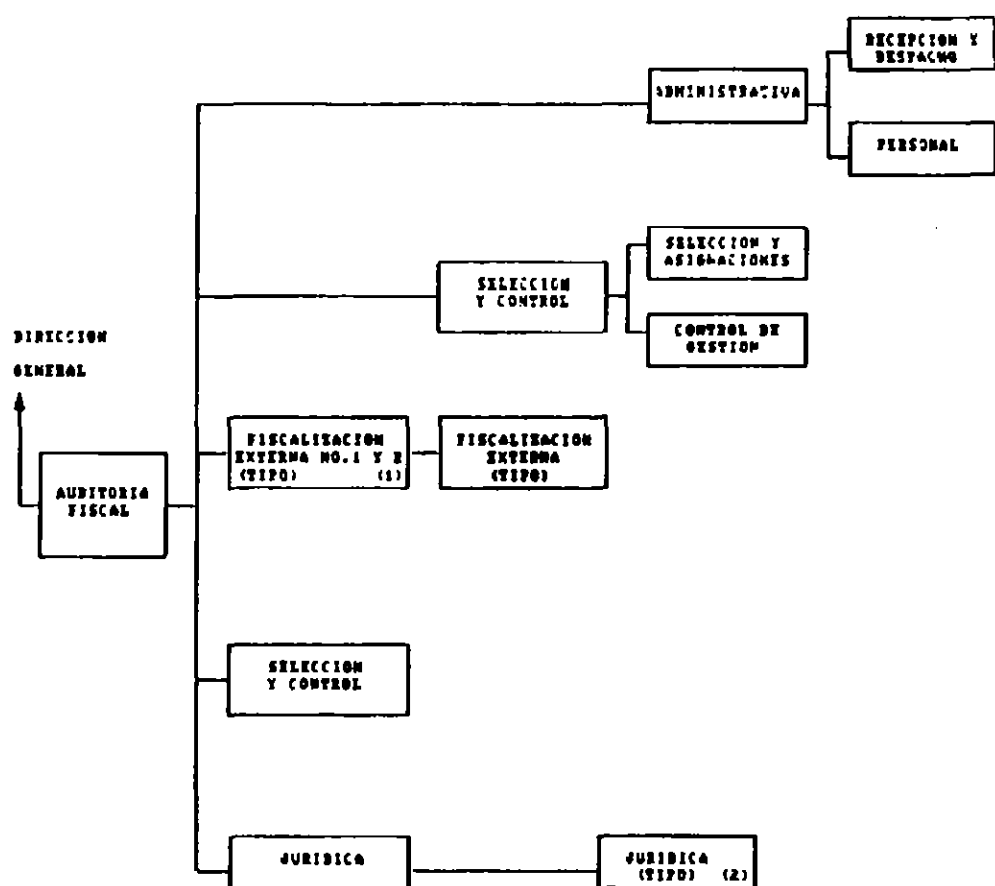 RECEPCION Y
DESPACHO
ADMINISTRATIVA
PERSONAL
SELECCION Y
ASIGNACIONES
SELECCION
Y CONTROL
CONTROL DE
GESTION
DIRECCION
GENERAL
FISCALIZACION
EXTERNA NO.1 Y 2
(TIPO) (1)
FISCALIZACION
EXTERNA
(TIPO)
AUDITORIA
FISCAL
SELECCION
Y CONTROL
JURIDICA
JURIDICA
(TIPO) (2)